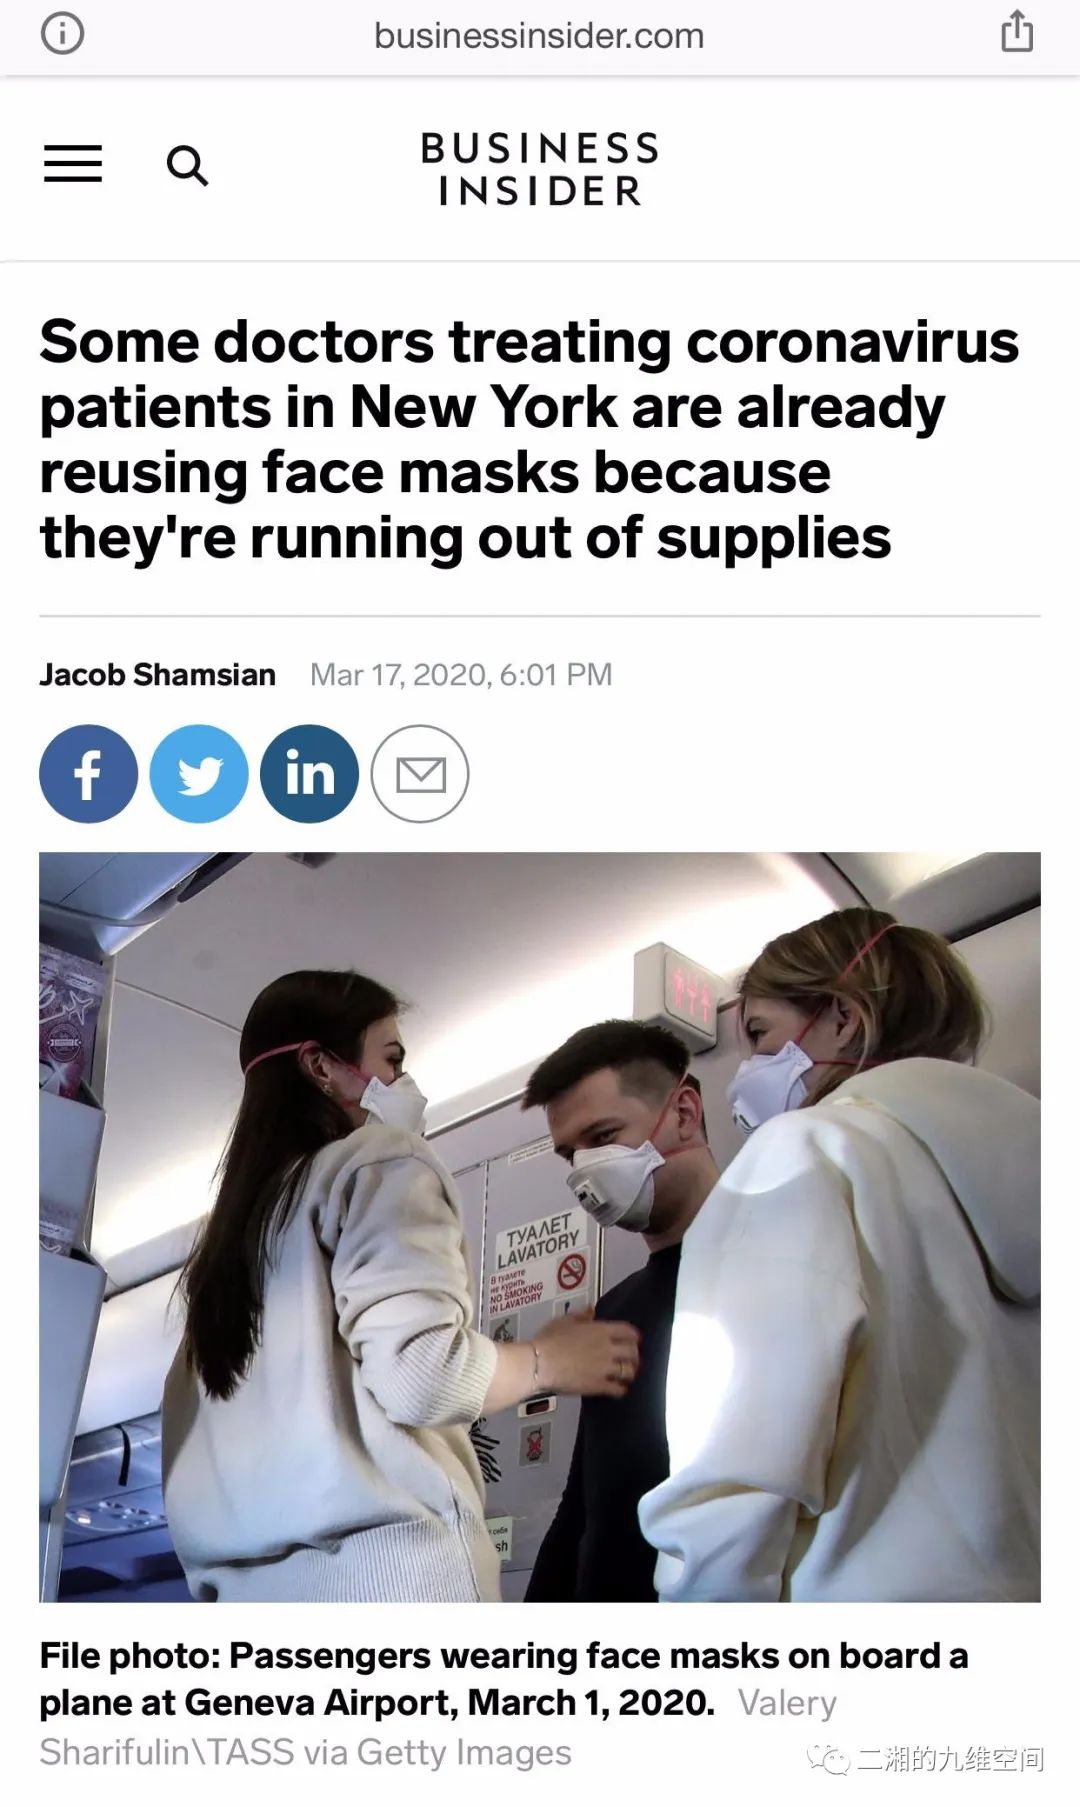 businessinsider.com
BUSINESS
INSIDER
Some doctors treating coronavirus
patients in New York are already
reusing face masks because
they're running out of supplies
Jacob Shamsian Mar 17, 2020, 6:01 PM
f
in
ТУАЛЕТ
LAVATORY
В туалете
не курить
NO SMOKING
IN LAVATORY
sh
File photo: Passengers wearing face masks on board a
plane at Geneva Airport, March 1, 2020. Valery
Sharifulin\TASS via Getty Images
二湘的九维空间